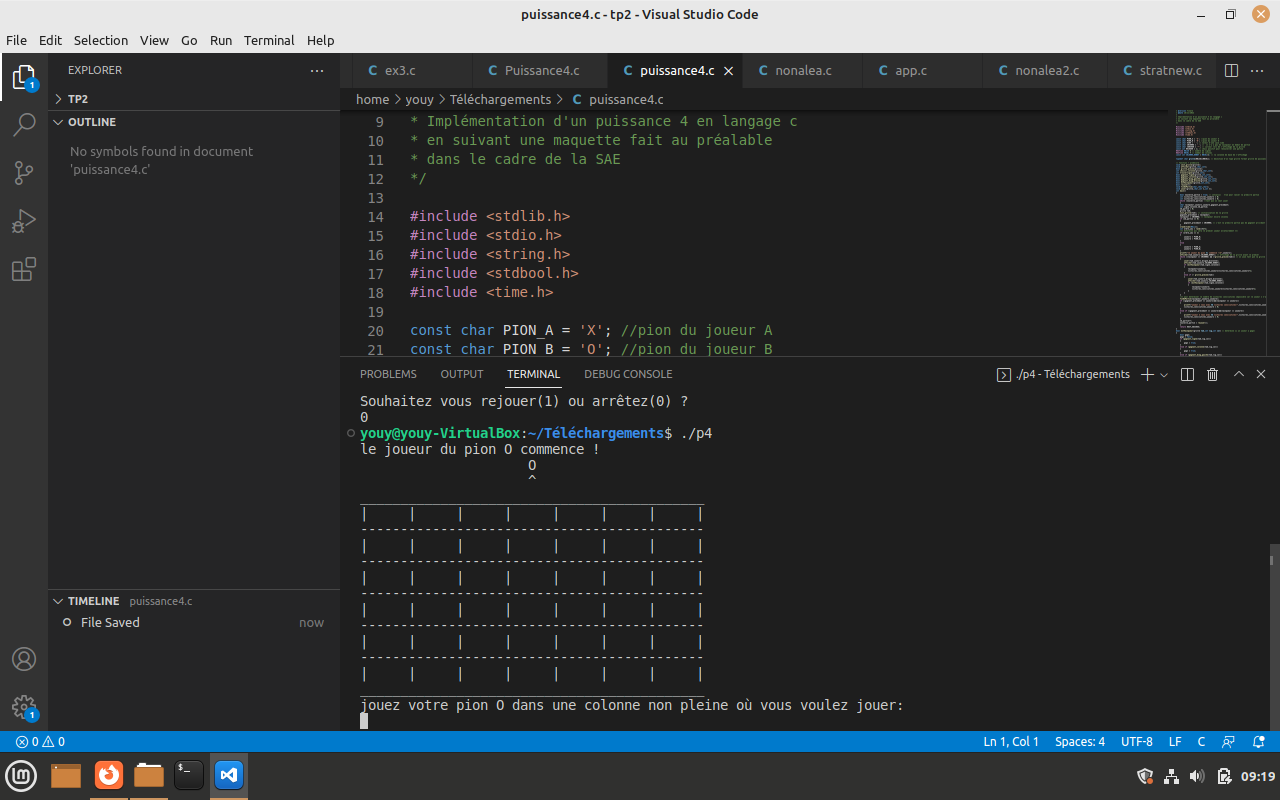 puissance4.c - tp2 - Visual Studio Code
File Edit Selection View Go Run Terminal Help
EXPLORER
TP2
OUTLINE
No symbols found in document
'puissance4.c'
TIMELINE puissance4.c
File Saved now
ex3.c Puissance4.c puissance4.c nonalea.c app.c nonalea2.c stratnew.c
home > youy > Téléchargements > puissance4.c
9 * Implémentation d'un puissance 4 en langage c
10 * en suivant une maquette fait au préalable
11 * dans le cadre de la SAE
12 */
13
14 #include <stdlib.h>
15 #include <stdio.h>
16 #include <string.h>
17 #include <stdbool.h>
18 #include <time.h>
19
20 const char PION_A = 'X'; //pion du joueur A
21 const char PION_B = 'O'; //pion du joueur B
PROBLEMS OUTPUT TERMINAL DEBUG CONSOLE
./p4 - Téléchargements
Souhaitez vous rejouer(1) ou arrêtez(0) ?
0
youy@youy-VirtualBox:~/Téléchargements$ ./p4
le joueur du pion O commence !
O
^
___________________________________________
|     |     |     |     |     |     |     |
-------------------------------------------
|     |     |     |     |     |     |     |
-------------------------------------------
|     |     |     |     |     |     |     |
-------------------------------------------
|     |     |     |     |     |     |     |
-------------------------------------------
|     |     |     |     |     |     |     |
-------------------------------------------
|     |     |     |     |     |     |     |
___________________________________________
jouez votre pion O dans une colonne non pleine où vous voulez jouer:
0 0 Ln 1, Col 1 Spaces: 4 UTF-8 LF C
09:19